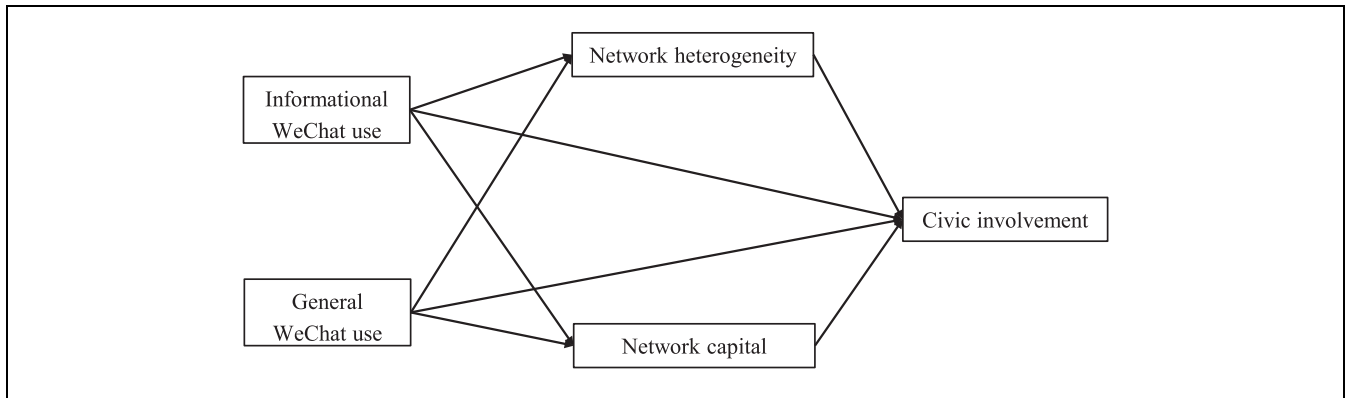 Network heterogeneity
Informational
WeChat use
Civic involvement
General
WeChat use
Network capital